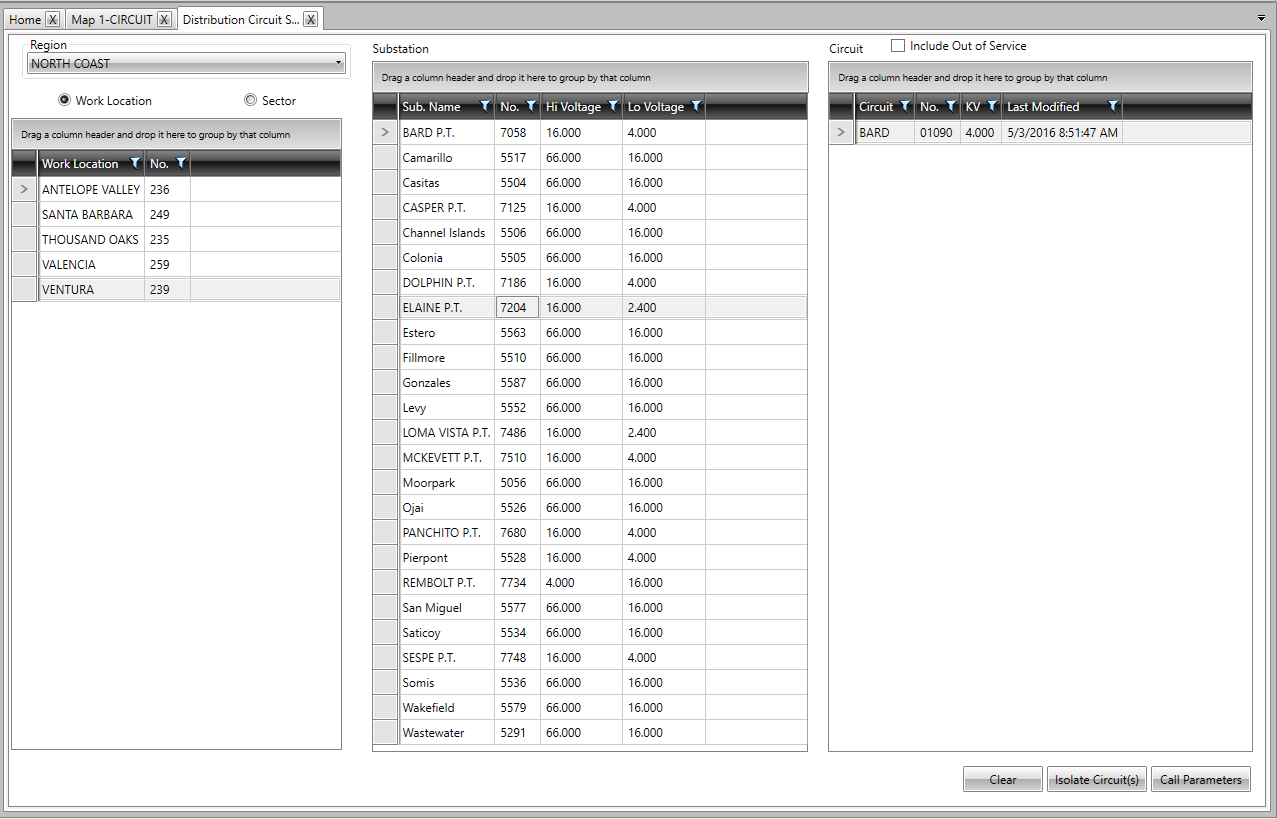 Home X Map 1-CIRCUIT X Distribution Circuit S... X
Region
NORTH COAST
Work Location Sector
Drag a column header and drop it here to group by that column
Work Location No.
> ANTELOPE VALLEY 236
SANTA BARBARA 249
THOUSAND OAKS 235
VALENCIA 259
VENTURA 239
Substation
Drag a column header and drop it here to group by that column
Sub. Name No. Hi Voltage Lo Voltage
> BARD P.T. 7058 16.000 4.000
Camarillo 5517 66.000 16.000
Casitas 5504 66.000 16.000
CASPER P.T. 7125 16.000 4.000
Channel Islands 5506 66.000 16.000
Colonia 5505 66.000 16.000
DOLPHIN P.T. 7186 16.000 4.000
ELAINE P.T. 7204 16.000 2.400
Estero 5563 66.000 16.000
Fillmore 5510 66.000 16.000
Gonzales 5587 66.000 16.000
Levy 5552 66.000 16.000
LOMA VISTA P.T. 7486 16.000 2.400
MCKEVETT P.T. 7510 16.000 4.000
Moorpark 5056 66.000 16.000
Ojai 5526 66.000 16.000
PANCHITO P.T. 7680 16.000 4.000
Pierpont 5528 16.000 4.000
REMBOLT P.T. 7734 4.000 16.000
San Miguel 5577 66.000 16.000
Saticoy 5534 66.000 16.000
SESPE P.T. 7748 16.000 4.000
Somis 5536 66.000 16.000
Wakefield 5579 66.000 16.000
Wastewater 5291 66.000 16.000
Circuit Include Out of Service
Drag a column header and drop it here to group by that column
Circuit No. KV Last Modified
> BARD 01090 4.000 5/3/2016 8:51:47 AM
Clear Isolate Circuit(s) Call Parameters